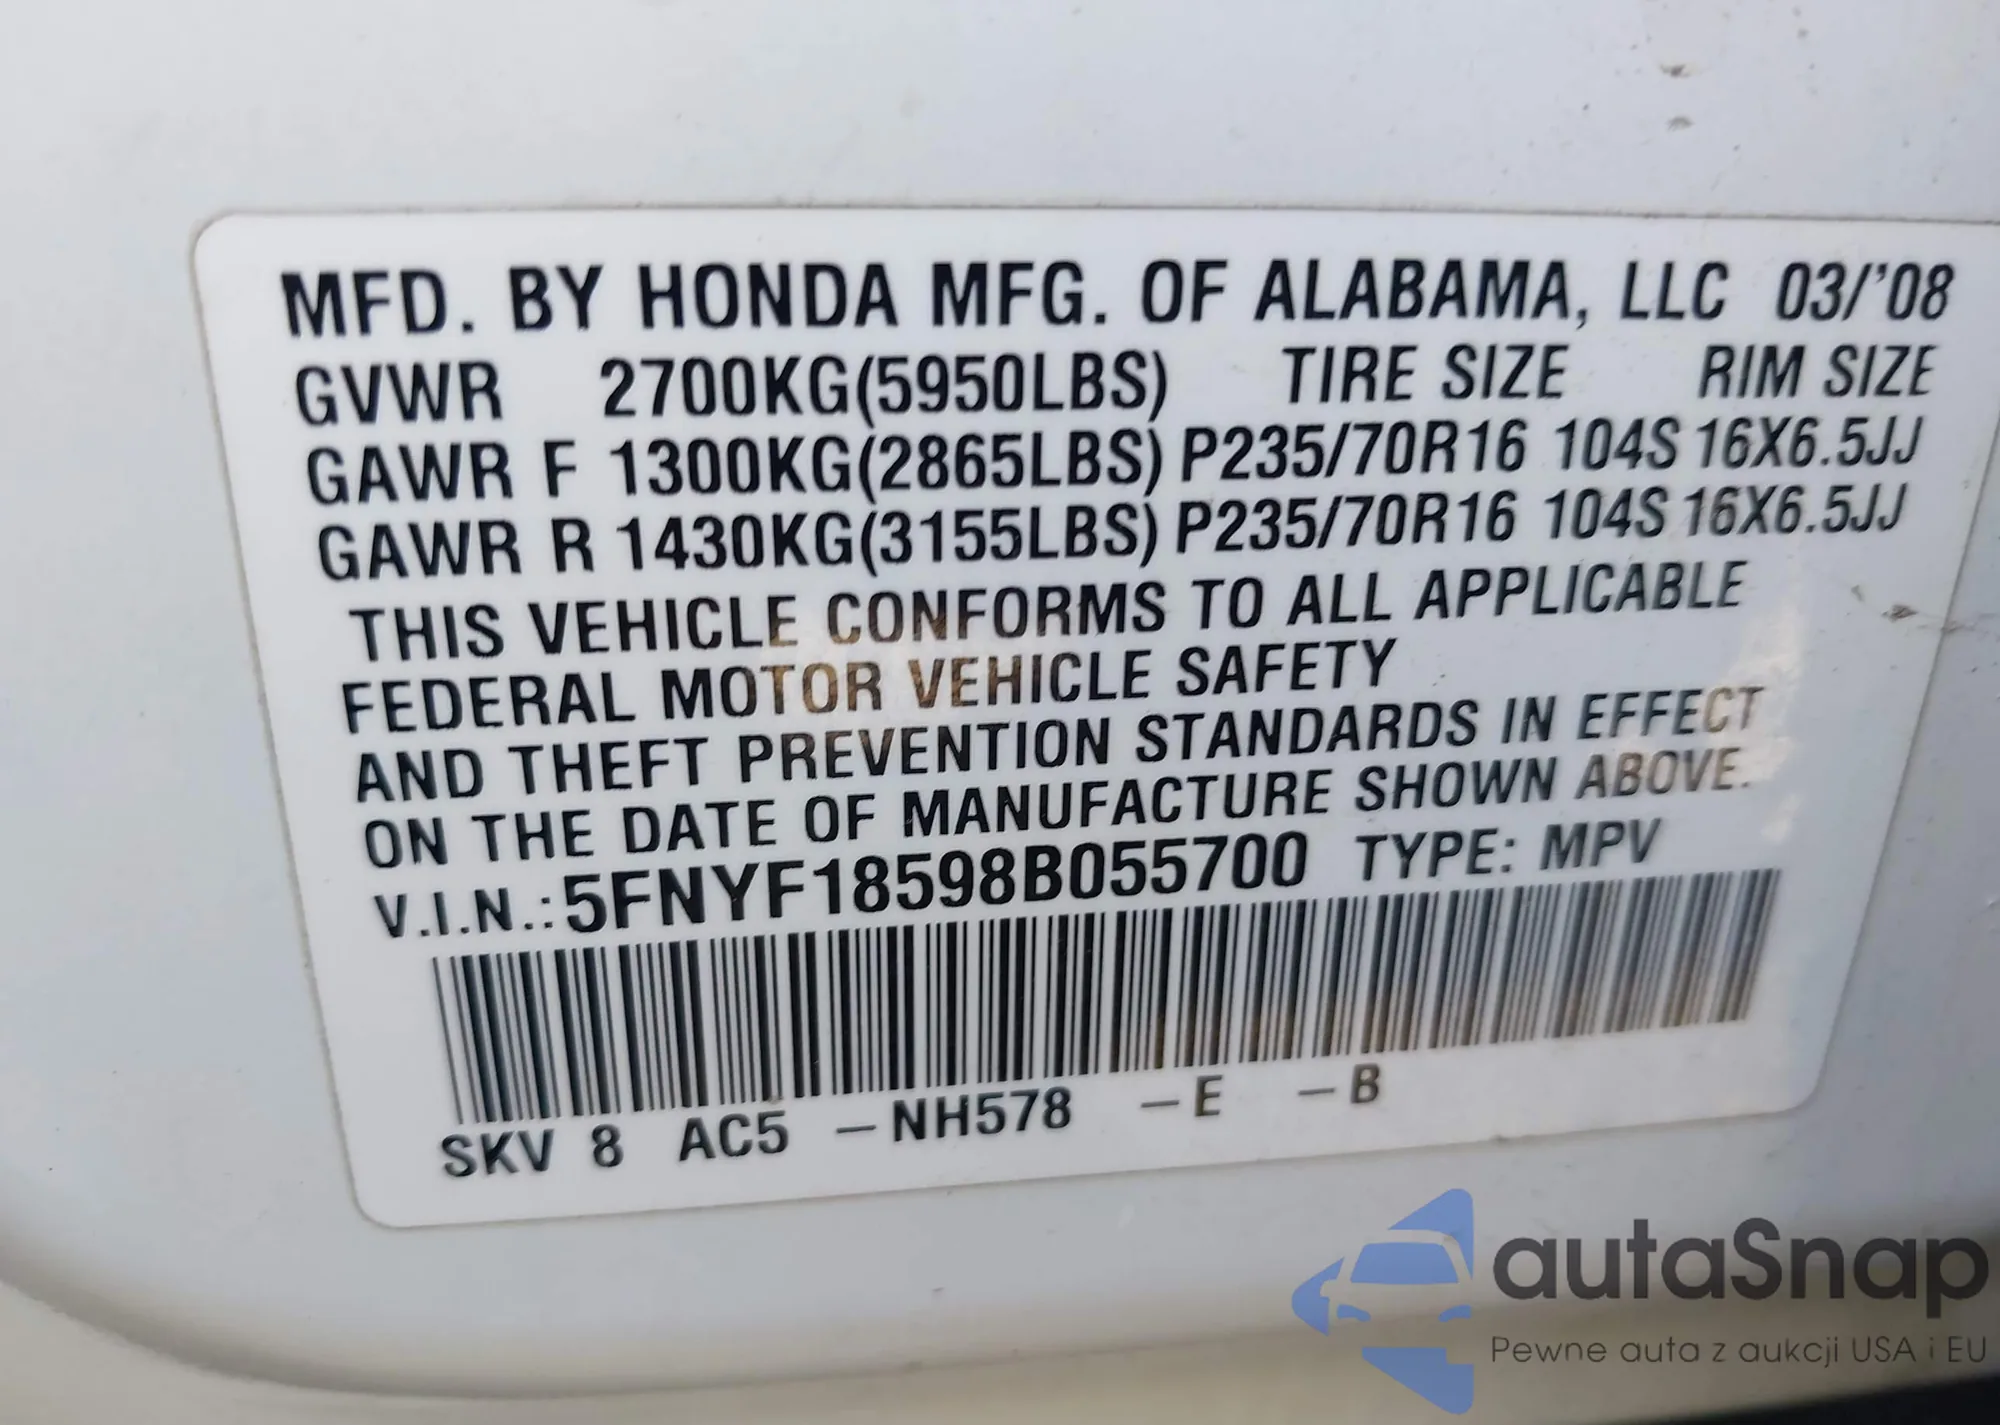 MFD. BY HONDA MFG. OF ALABAMA, LLC 03/'08
GVWR 2700KG(5950LBS) TIRE SIZE RIM SIZE
GAWR F 1300KG(2865LBS) P235/70R16 104S 16X6.5JJ
GAWR R 1430KG(3155LBS) P235/70R16 104S 16X6.5JJ
THIS VEHICLE CONFORMS TO ALL APPLICABLE
FEDERAL MOTOR VEHICLE SAFETY
AND THEFT PREVENTION STANDARDS IN EFFECT
ON THE DATE OF MANUFACTURE SHOWN ABOVE.
V.I.N.: 5FNYF18598B055700 TYPE: MPV
SKV 8 AC5 – NH578 – E – B
autaSnap
Pewne auta z aukcji USA i EU